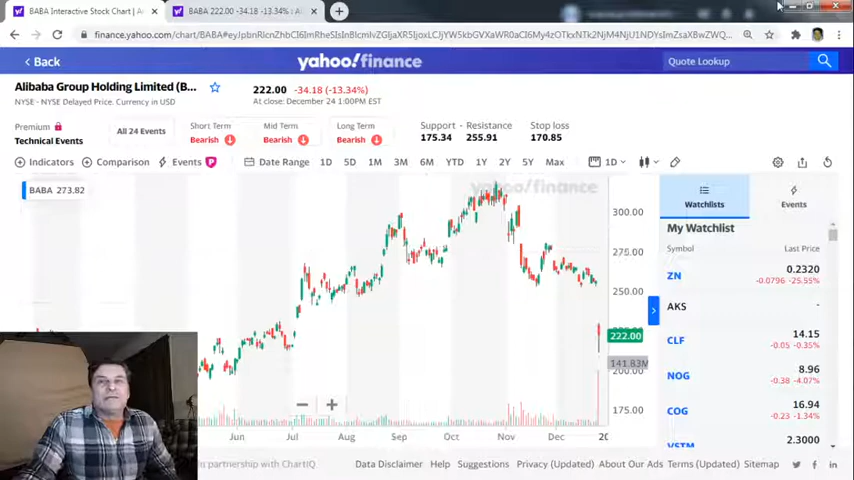 BABA Interactive Stock Chart | Al
BABA 222.00 -34.18 -13.34% : Al
Back
yahoo!finance
Quote Lookup
Alibaba Group Holding Limited (B...
NYSE - NYSE Delayed Price. Currency in USD
222.00 -34.18 (-13.34%)
At close: December 24 1:00PM EST
Premium
Technical Events
All 24 Events
Short Term
Bearish
Mid Term
Bearish
Long Term
Bearish
Support - Resistance
175.34 255.91
Stop loss
170.85
Indicators
Comparison
Events
Date Range
1D
5D
1M
3M
6M
YTD
1Y
2Y
5Y
Max
1D
BABA 273.82
yahoo!finance
300.00
275.00
250.00
222.00
141.83M
200.00
175.00
Jun
Jul
Aug
Sep
Oct
Nov
Dec
Watchlists
Events
My Watchlist
Symbol
Last Price
ZN
0.2320
-0.0796 -25.55%
AKS
-
CLF
14.15
-0.05 -0.35%
NOG
8.96
-0.38 -4.07%
COG
16.94
-0.23 -1.34%
VSTM
2.3000
partnership with ChartIQ
Data Disclaimer
Help
Suggestions
Privacy (Updated)
About Our Ads
Terms (Updated)
Sitemap